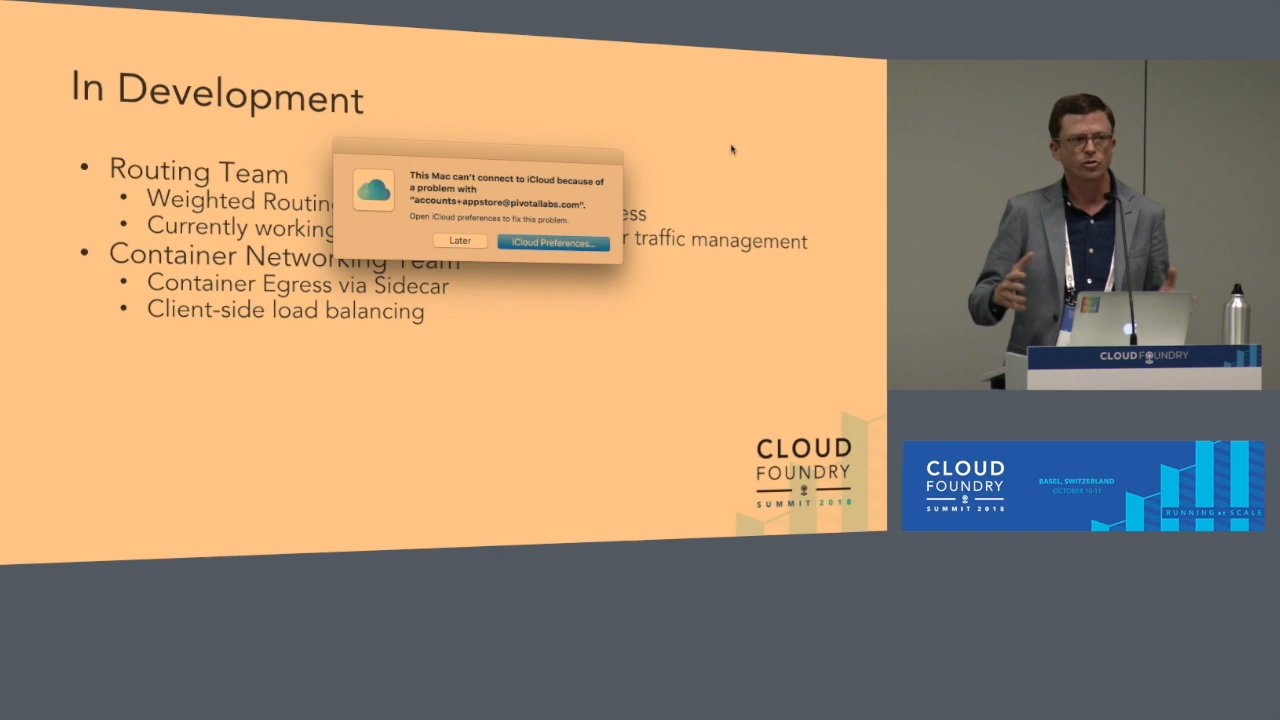 In Development
• Routing Team
• Weighted Routin
ess
• Currently working
r traffic management
• Container Networking Team
• Container Egress via Sidecar
• Client-side load balancing
This Mac can't connect to iCloud because of
a problem with
"accounts+appstore@pivotallabs.com".
Open iCloud preferences to fix this problem.
Later
iCloud Preferences...
CLOUD
FOUNDRY
SUMMIT 2018
CLOUD FOUNDRY
CLOUD
FOUNDRY
SUMMIT 2018
BASEL, SWITZERLAND
OCTOBER 10-11
RUNNING AT SCALE